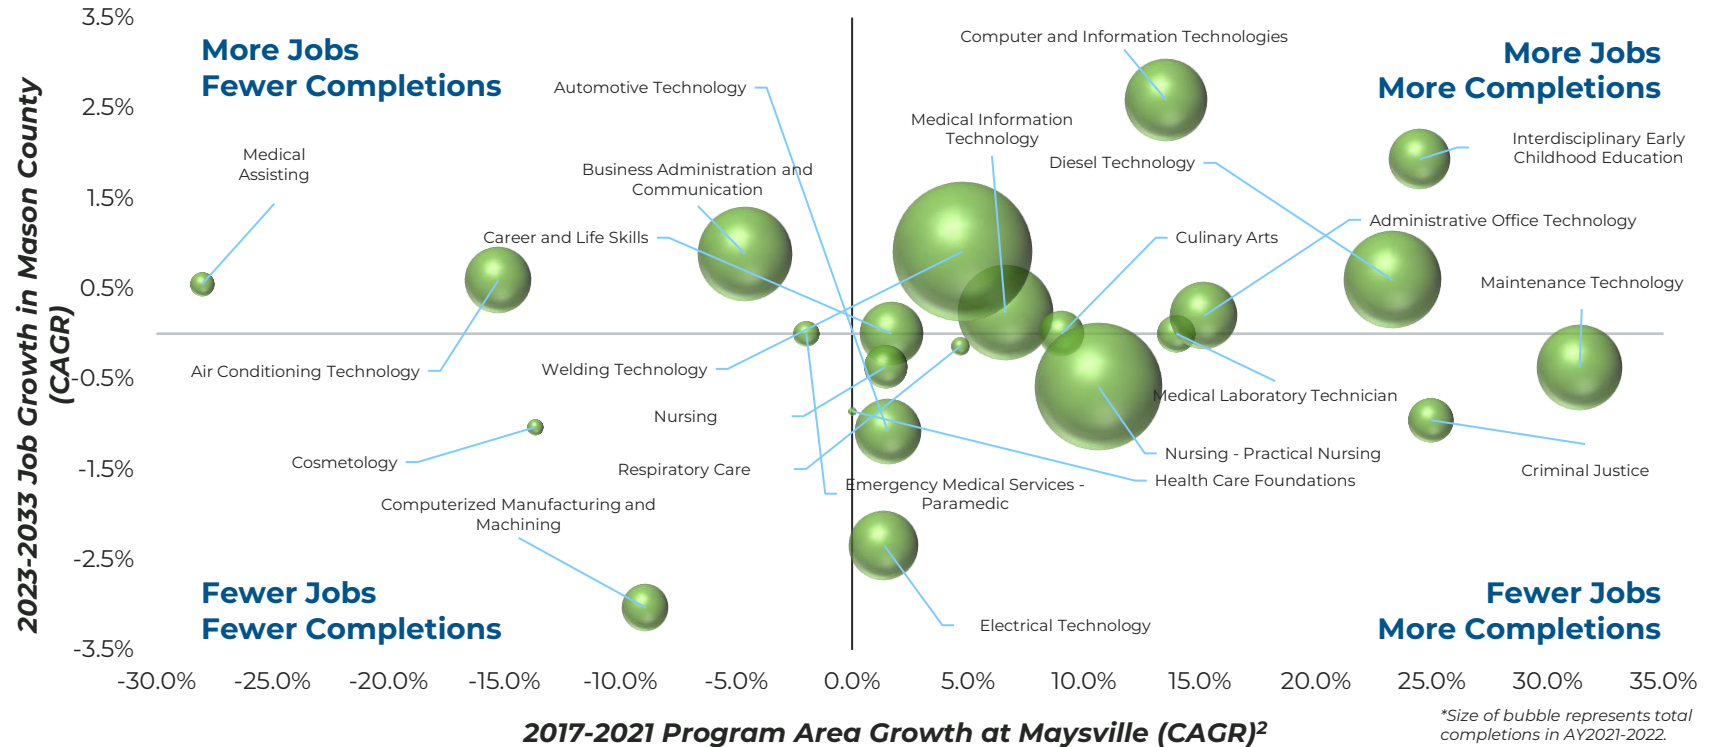 3.5%
2.5%
1.5%
0.5%
-0.5%
-1.5%
-2.5%
-3.5%
2023-2033 Job Growth in Mason County
(CAGR)
More Jobs
Fewer Completions
More Jobs
More Completions
Computer and Information Technologies
Automotive Technology
Medical Information
Technology
Interdisciplinary Early
Childhood Education
Medical
Assisting
Business Administration and
Communication
Diesel Technology
Administrative Office Technology
Career and Life Skills
Culinary Arts
Maintenance Technology
Air Conditioning Technology
Welding Technology
Medical Laboratory Technician
Nursing
Nursing - Practical Nursing
Cosmetology
Respiratory Care
Criminal Justice
Health Care Foundations
Emergency Medical Services -
Paramedic
Computerized Manufacturing and
Machining
Electrical Technology
Fewer Jobs
Fewer Completions
Fewer Jobs
More Completions
-30.0%
-25.0%
-20.0%
-15.0%
-10.0%
-5.0%
0.0%
5.0%
10.0%
15.0%
20.0%
25.0%
30.0%
35.0%
2017-2021 Program Area Growth at Maysville (CAGR)²
*Size of bubble represents total
completions in AY2021-2022.